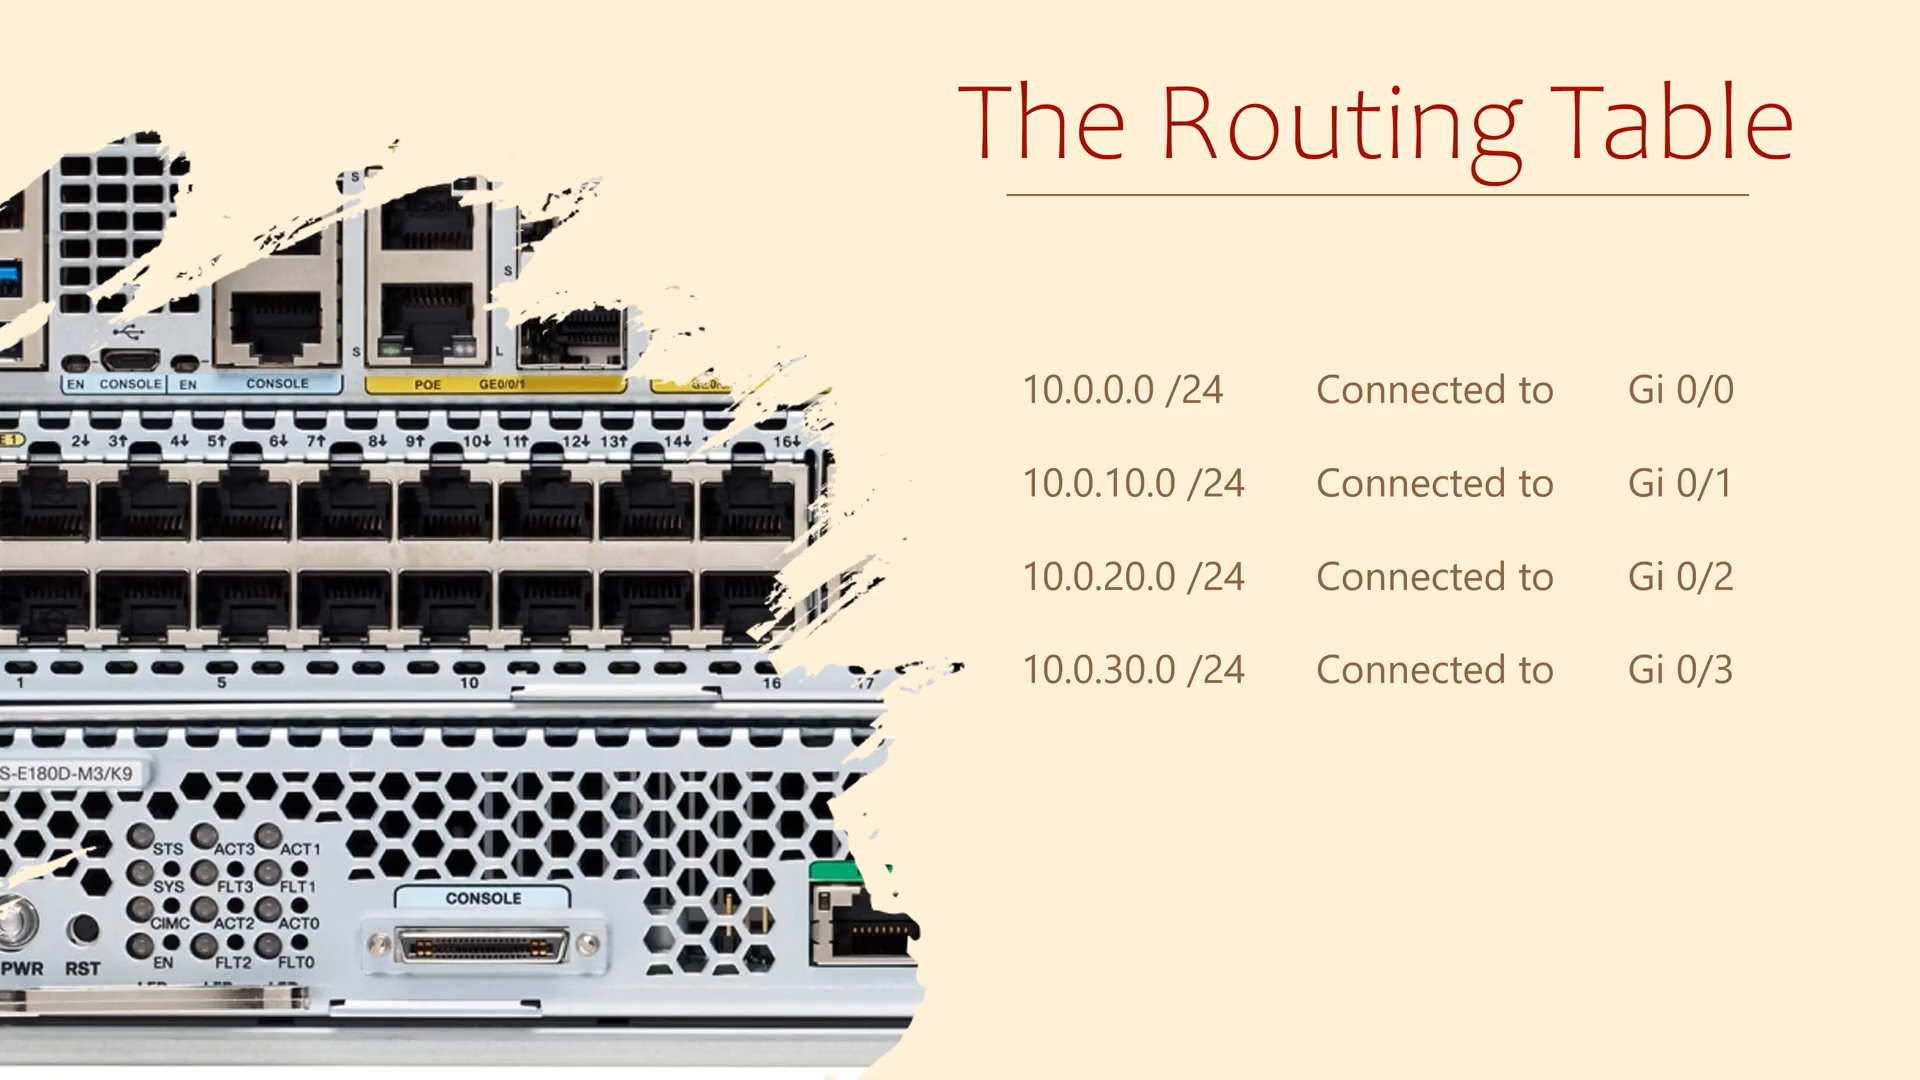 The Routing Table
10.0.0.0 /24 Connected to Gi 0/0
10.0.10.0 /24 Connected to Gi 0/1
10.0.20.0 /24 Connected to Gi 0/2
10.0.30.0 /24 Connected to Gi 0/3
S
S
S L
EN CONSOLE EN CONSOLE POE GE0/0/1
E 1 2↓ 3↑ 4↓ 5↑ 6↓ 7↑ 8↓ 9↑ 10↓ 11↑ 12↓ 13↑ 14↓ 16↓
1 5 10 16 17
S-E180D-M3/K9
STS ACT3 ACT1
SYS FLT3 FLT1
CIMC ACT2 ACT0
EN FLT2 FLT0
PWR RST
CONSOLE